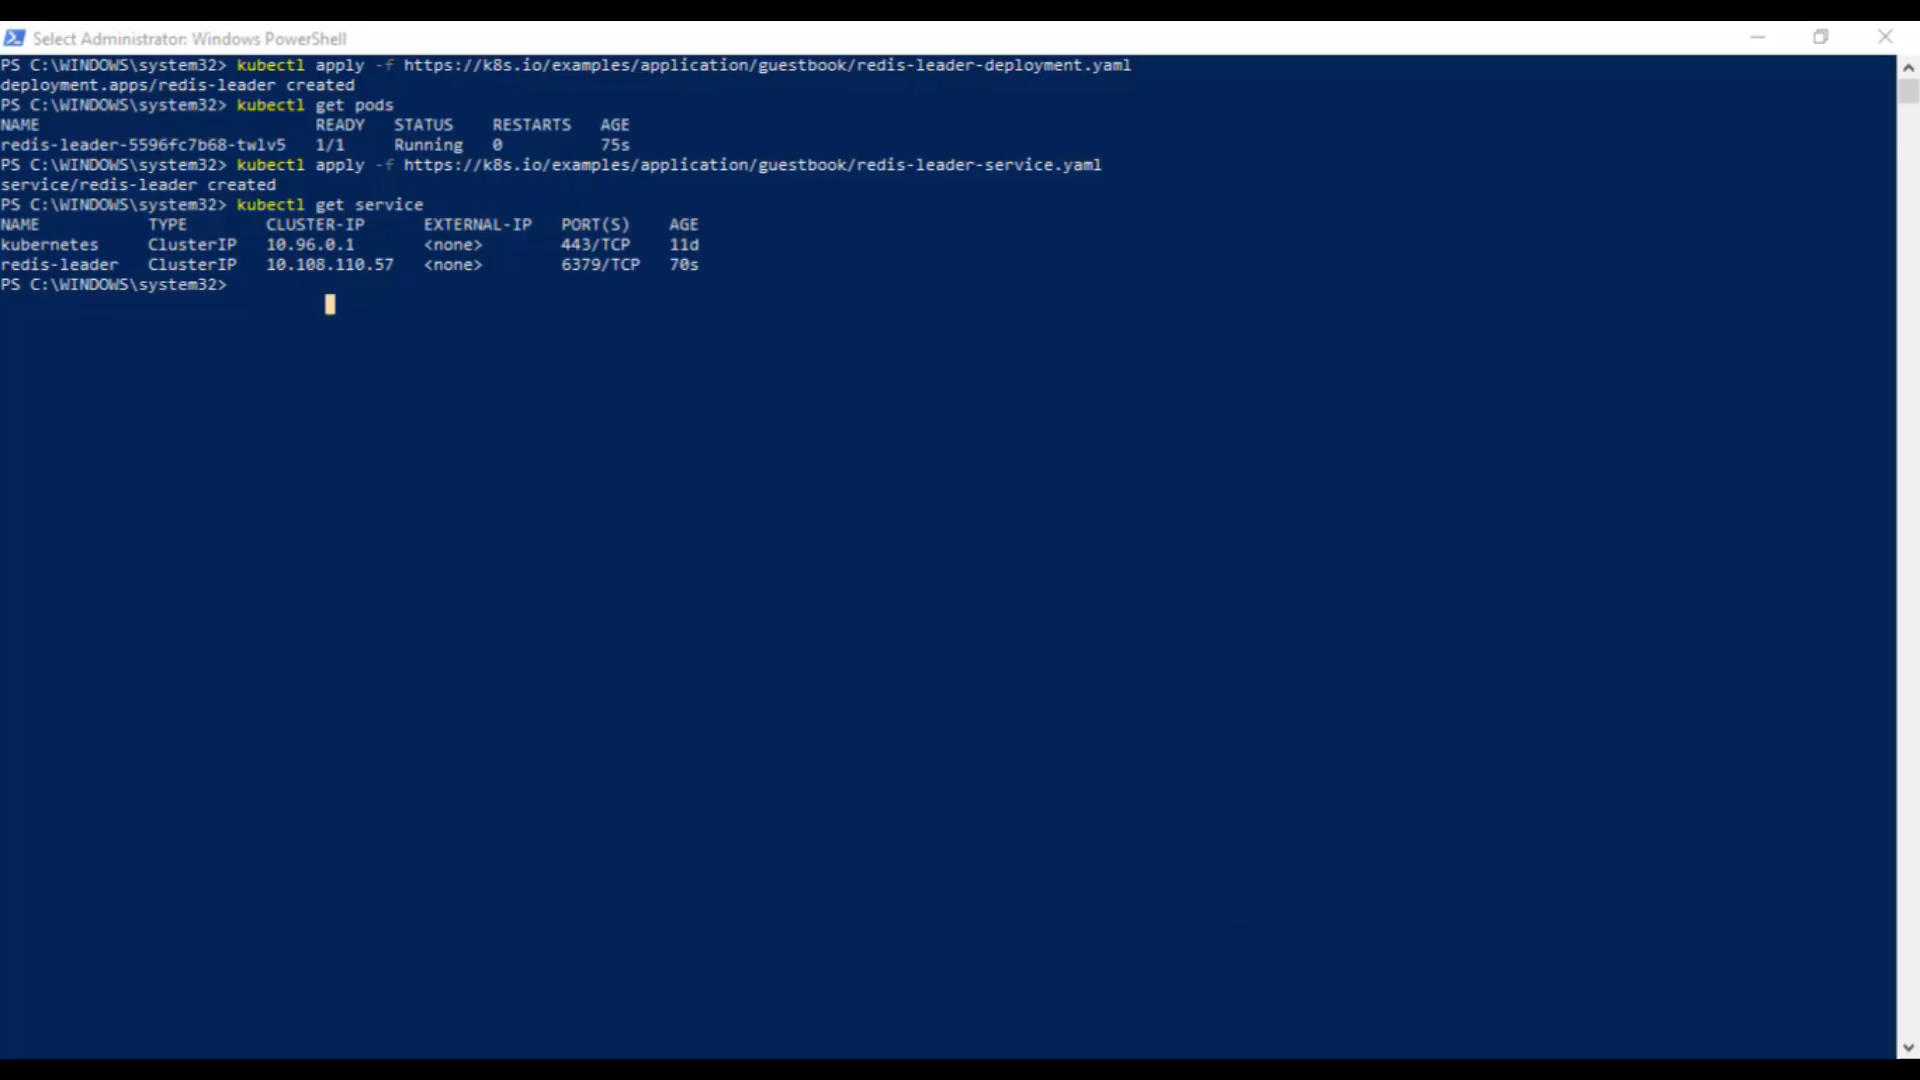 Select Administrator: Windows PowerShell
PS C:\WINDOWS\system32> kubectl apply -f https://k8s.io/examples/application/guestbook/redis-leader-deployment.yaml
deployment.apps/redis-leader created
PS C:\WINDOWS\system32> kubectl get pods
NAME                            READY   STATUS    RESTARTS   AGE
redis-leader-5596fc7b68-twlv5   1/1     Running   0          75s
PS C:\WINDOWS\system32> kubectl apply -f https://k8s.io/examples/application/guestbook/redis-leader-service.yaml
service/redis-leader created
PS C:\WINDOWS\system32> kubectl get service
NAME           TYPE        CLUSTER-IP      EXTERNAL-IP   PORT(S)    AGE
kubernetes     ClusterIP   10.96.0.1       <none>        443/TCP    11d
redis-leader   ClusterIP   10.108.110.57   <none>        6379/TCP   70s
PS C:\WINDOWS\system32>